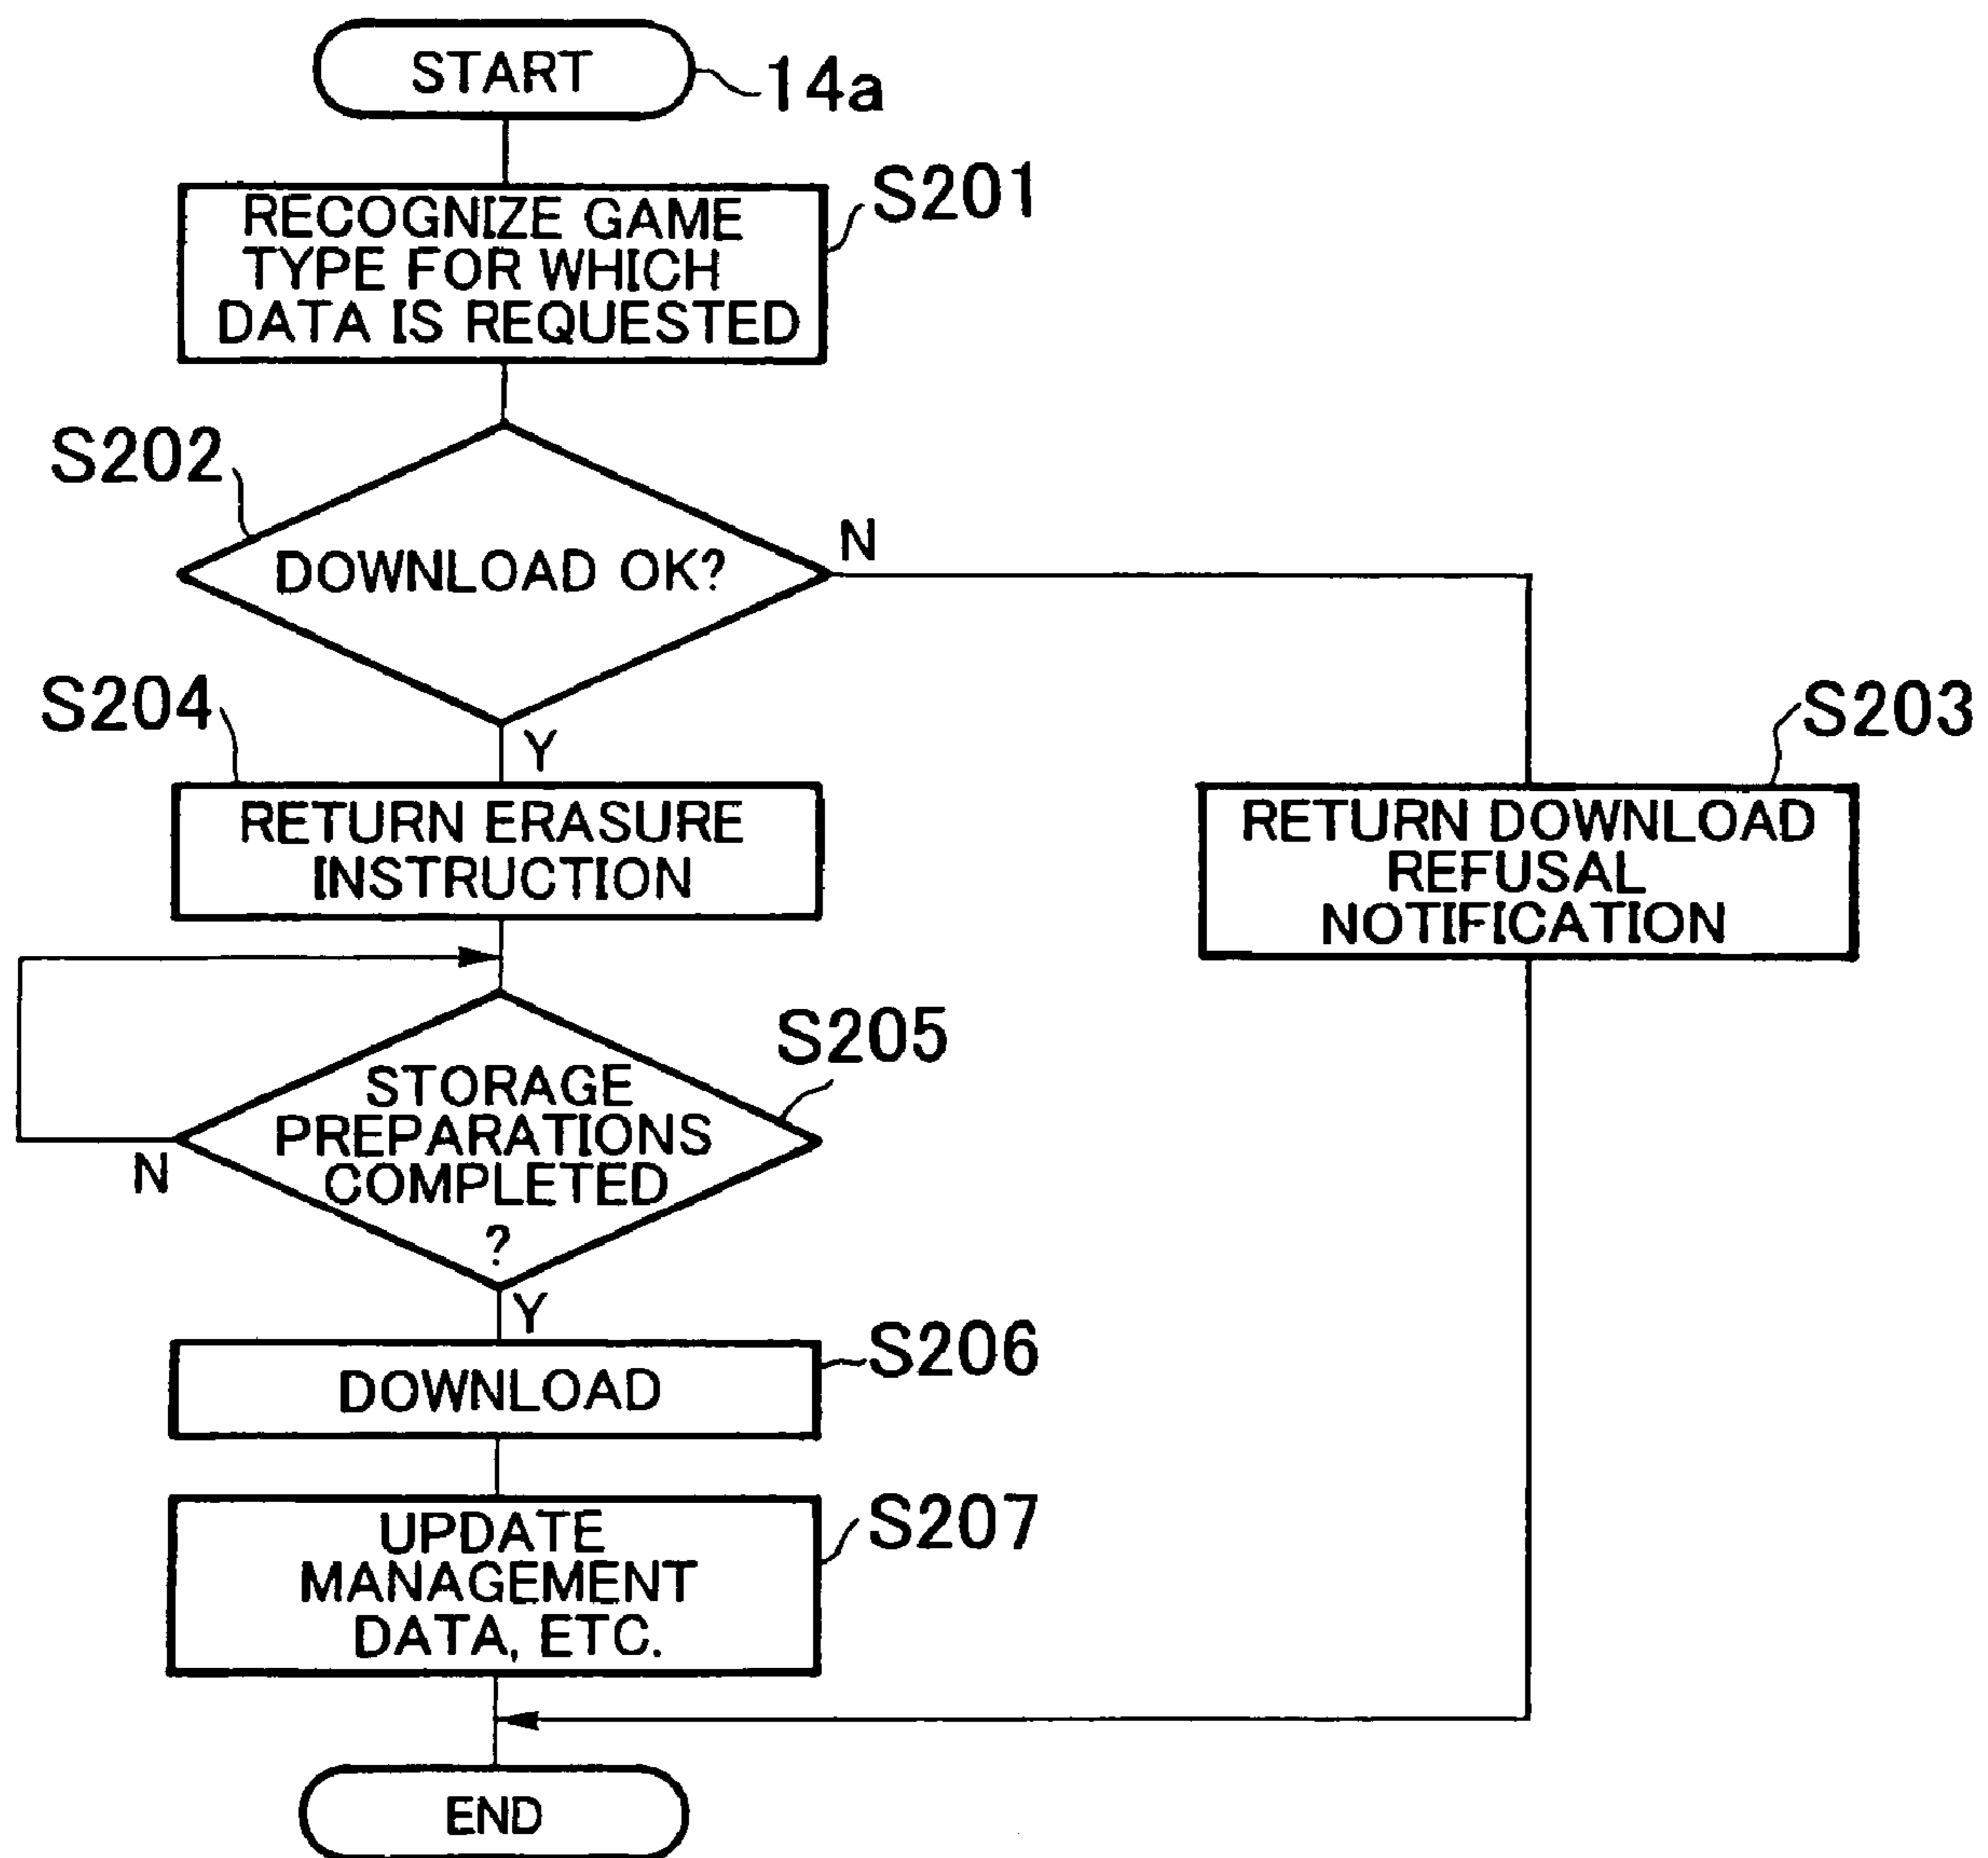 START
14a
RECOGNIZE GAME
TYPE FOR WHICH
DATA IS REQUESTED
S201
S202
DOWNLOAD OK?
N
Y
S204
RETURN ERASURE
INSTRUCTION
S203
RETURN DOWNLOAD
REFUSAL
NOTIFICATION
S205
STORAGE
PREPARATIONS
COMPLETED
?
N
Y
DOWNLOAD
S206
UPDATE
MANAGEMENT
DATA, ETC.
S207
END